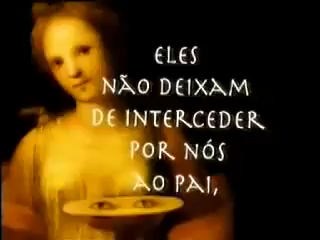 ELES
NÃO DEIXAM
DE INTERCEDER
POR NÓS
AO PAI,